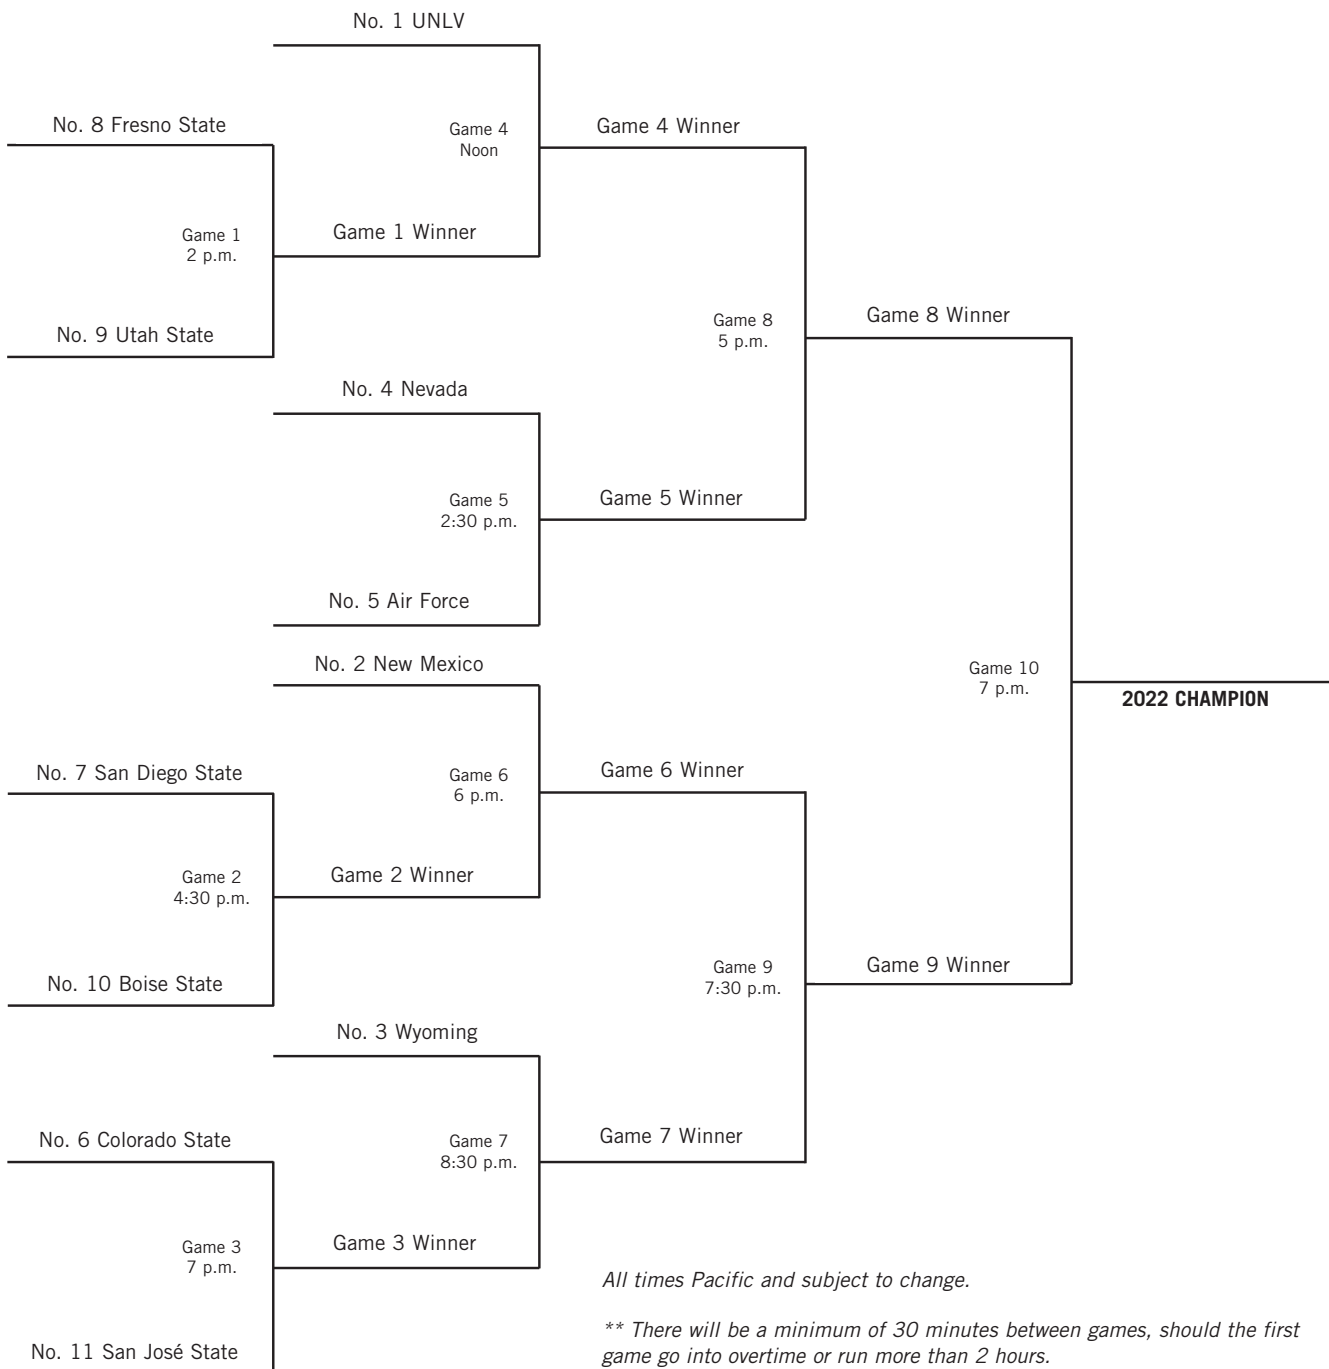 No. 1 UNLV
No. 8 Fresno State
Game 4
Noon
Game 4 Winner
Game 1
2 p.m.
Game 1 Winner
No. 9 Utah State
Game 8
5 p.m.
Game 8 Winner
No. 4 Nevada
Game 5
2:30 p.m.
Game 5 Winner
No. 5 Air Force
No. 2 New Mexico
Game 10
7 p.m.
2022 CHAMPION
No. 7 San Diego State
Game 6
6 p.m.
Game 6 Winner
Game 2
4:30 p.m.
Game 2 Winner
No. 10 Boise State
Game 9
7:30 p.m.
Game 9 Winner
No. 3 Wyoming
No. 6 Colorado State
Game 7
8:30 p.m.
Game 7 Winner
Game 3
7 p.m.
Game 3 Winner
No. 11 San José State
All times Pacific and subject to change.
** There will be a minimum of 30 minutes between games, should the first
game go into overtime or run more than 2 hours.